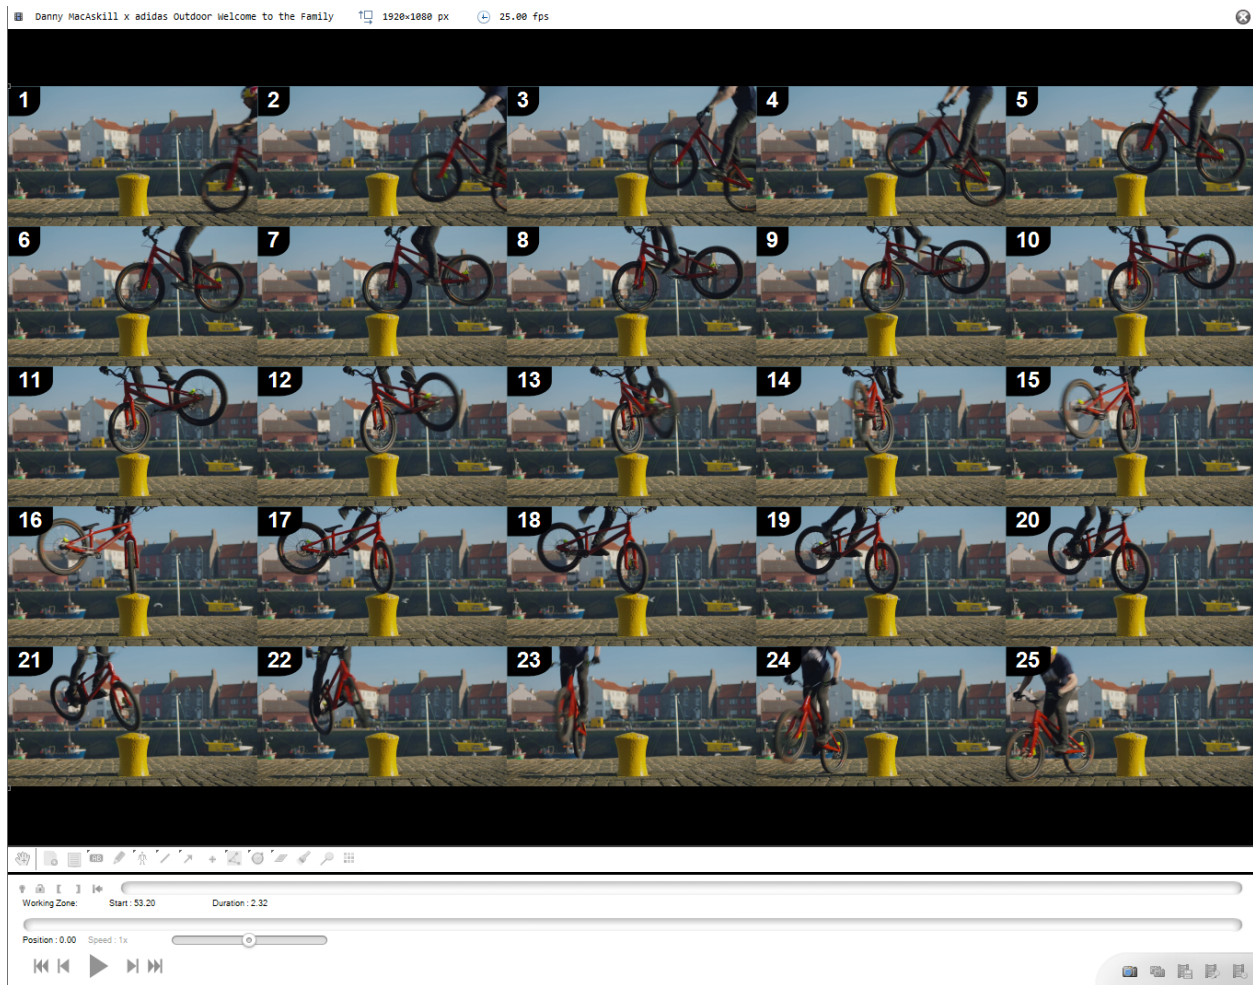 Danny MacAskill x adidas Outdoor Welcome to the Family 1920×1080 px 25.00 fps
1 2 3 4 5
6 7 8 9 10
11 12 13 14 15
16 17 18 19 20
21 22 23 24 25
Working Zone: Start : 53.20 Duration : 2.32
Position : 0.00 Speed : 1x